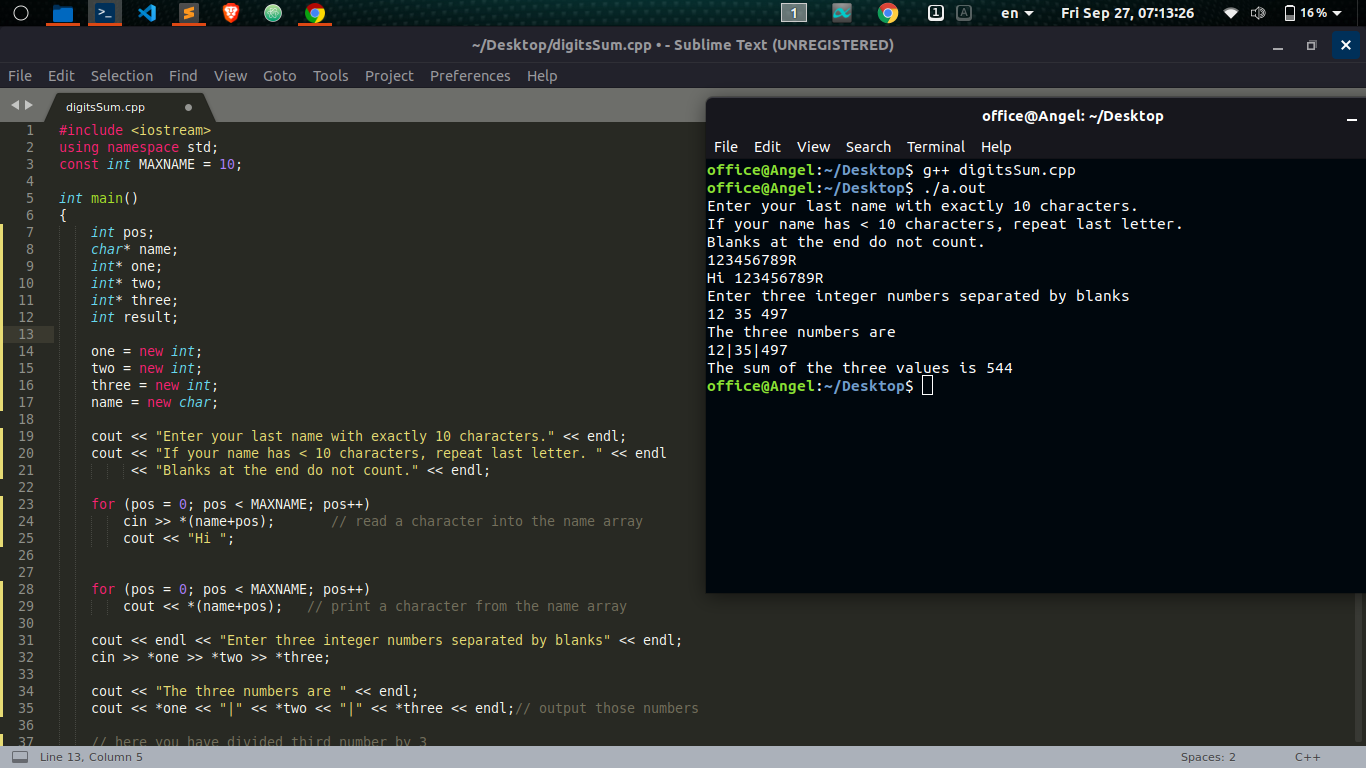 1
1
A
en
Fri Sep 27, 07:13:26
16%
~/Desktop/digitsSum.cpp • - Sublime Text (UNREGISTERED)
File Edit Selection Find View Goto Tools Project Preferences Help
digitsSum.cpp
1 #include <iostream>
2 using namespace std;
3 const int MAXNAME = 10;
4
5 int main()
6 {
7 int pos;
8 char* name;
9 int* one;
10 int* two;
11 int* three;
12 int result;
13
14 one = new int;
15 two = new int;
16 three = new int;
17 name = new char;
18
19 cout << "Enter your last name with exactly 10 characters." << endl;
20 cout << "If your name has < 10 characters, repeat last letter. " << endl
21 << "Blanks at the end do not count." << endl;
22
23 for (pos = 0; pos < MAXNAME; pos++)
24 cin >> *(name+pos); // read a character into the name array
25 cout << "Hi ";
26
27
28 for (pos = 0; pos < MAXNAME; pos++)
29 cout << *(name+pos); // print a character from the name array
30
31 cout << endl << "Enter three integer numbers separated by blanks" << endl;
32 cin >> *one >> *two >> *three;
33
34 cout << "The three numbers are " << endl;
35 cout << *one << "|" << *two << "|" << *three << endl;// output those numbers
36
37 // here you have divided third number by 3
Line 13, Column 5
Spaces: 2
C++
office@Angel: ~/Desktop
File Edit View Search Terminal Help
office@Angel:~/Desktop$ g++ digitsSum.cpp
office@Angel:~/Desktop$ ./a.out
Enter your last name with exactly 10 characters.
If your name has < 10 characters, repeat last letter.
Blanks at the end do not count.
123456789R
Hi 123456789R
Enter three integer numbers separated by blanks
12 35 497
The three numbers are
12|35|497
The sum of the three values is 544
office@Angel:~/Desktop$